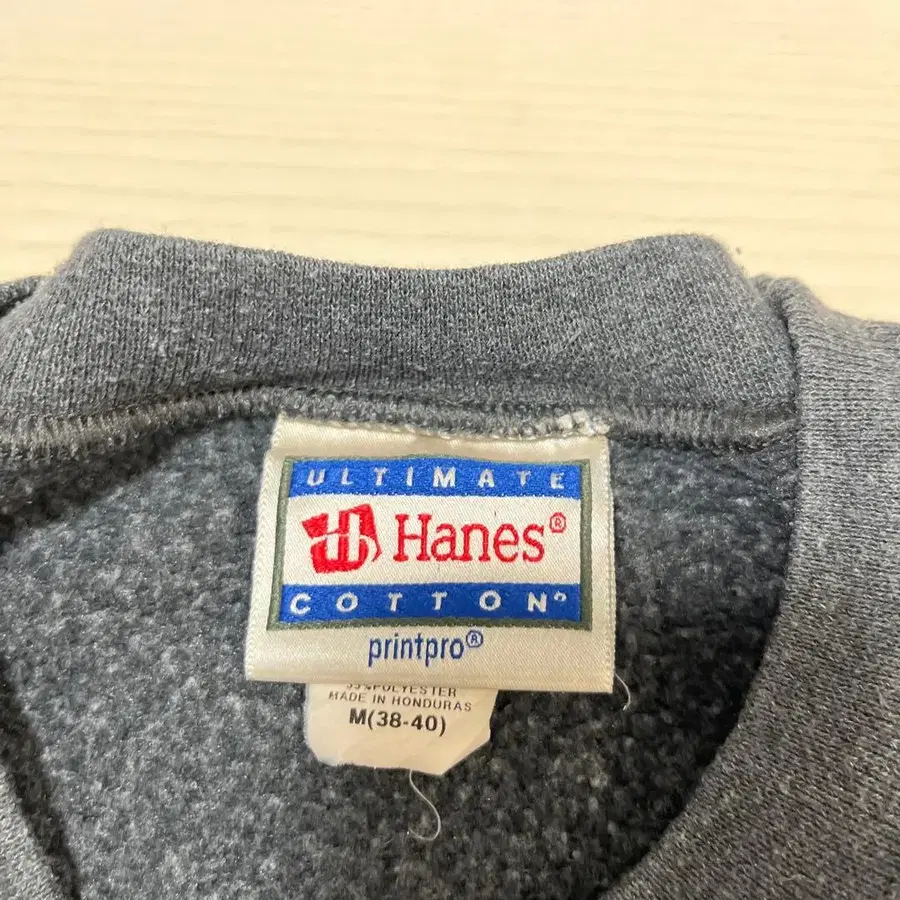 ULTIMATE
Hanes®
COTTON®
printpro®
POLYESTER
MADE IN HONDURAS
M(38-40)